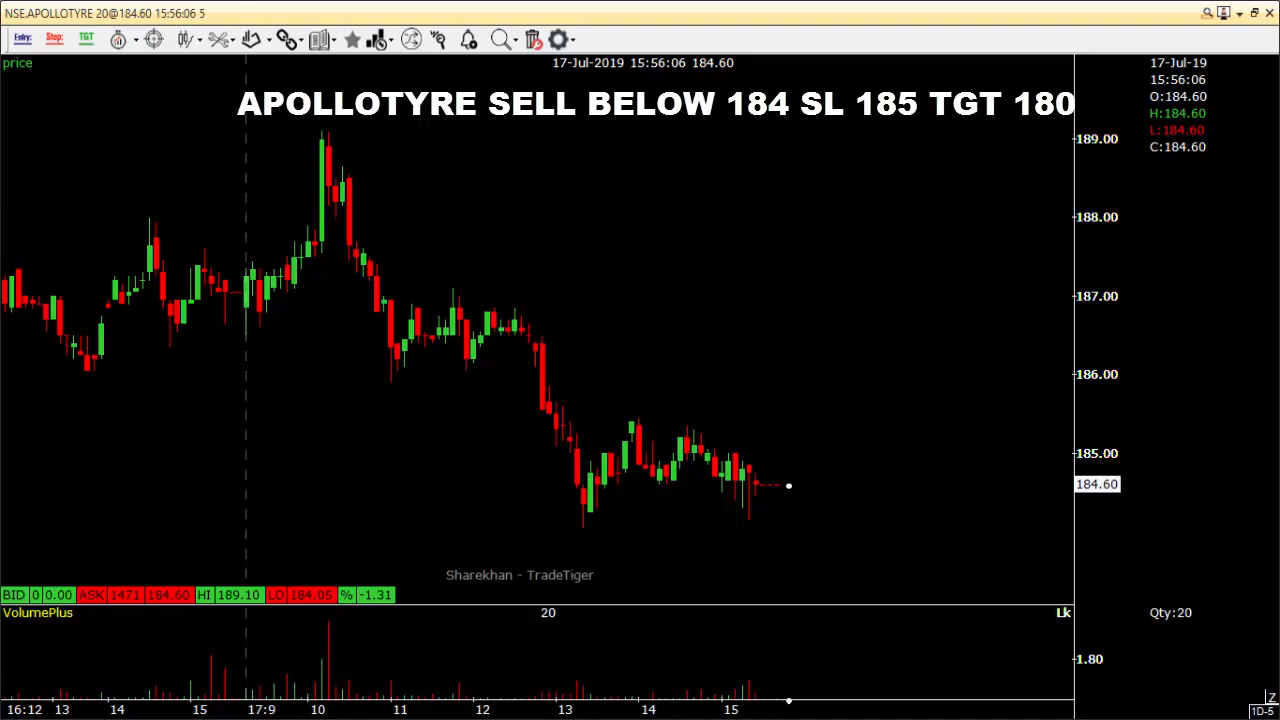 NSE.APOLLOTYRE 20@184.60 15:56:06 5
Entry: Stop: TGT
price
17-Jul-2019 15:56:06 184.60
17-Jul-19
15:56:06
O:184.60
H:184.60
L:184.60
C:184.60
APOLLOTYRE SELL BELOW 184 SL 185 TGT 180
189.00
188.00
187.00
186.00
185.00
184.60
Sharekhan - TradeTiger
BID 0 0.00 ASK 1471 184.60 HI 189.10 LO 184.05 % -1.31
VolumePlus 20 Lk
Qty:20
1.80
16:12 13 14 15 17:9 10 11 12 13 14 15
Z
1D-5